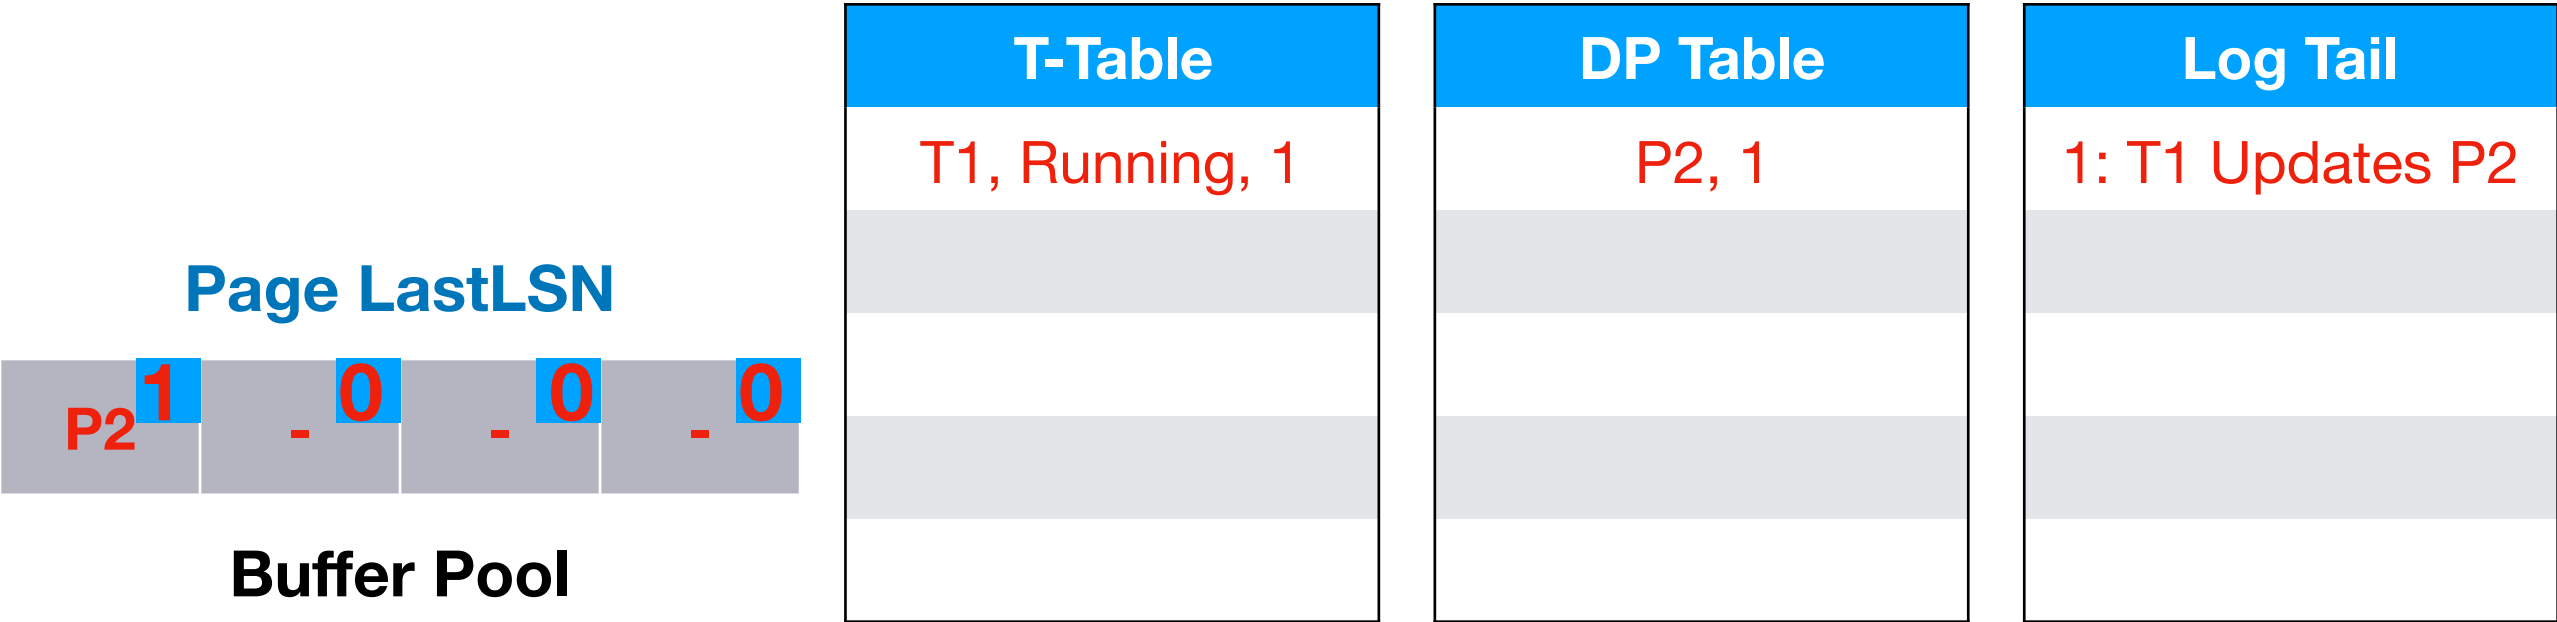 T-Table
T1, Running, 1
DP Table
P2, 1
Log Tail
1: T1 Updates P2
Page LastLSN
P2 1 - 0 - 0 - 0
Buffer Pool